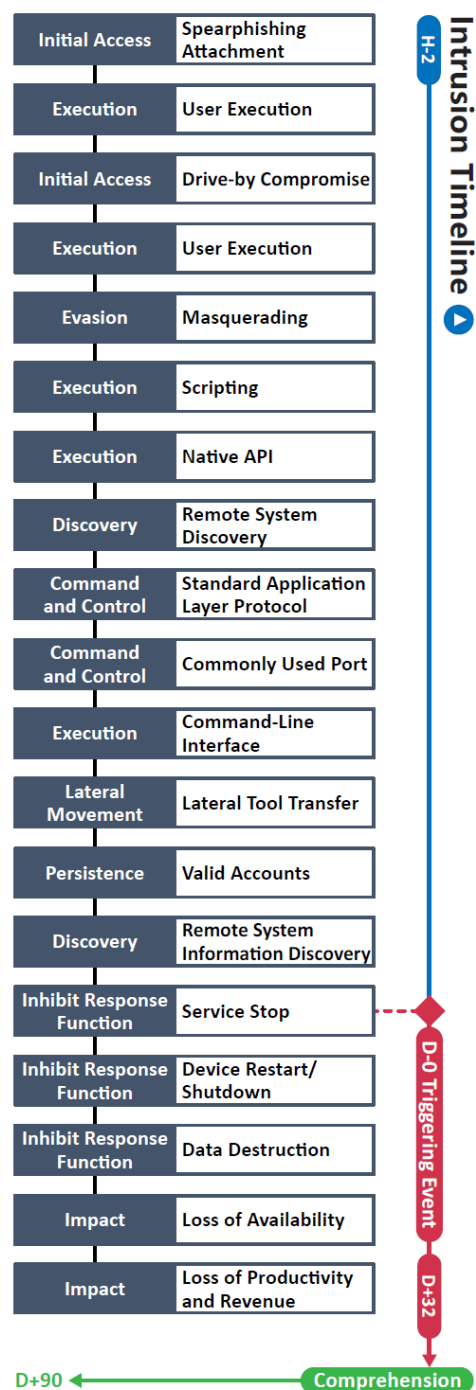 Initial Access
Spearphishing
Attachment
Execution
User Execution
Initial Access
Drive-by Compromise
Execution
User Execution
Evasion
Masquerading
Execution
Scripting
Execution
Native API
Discovery
Remote System
Discovery
Command
and Control
Standard Application
Layer Protocol
Command
and Control
Commonly Used Port
Execution
Command-Line
Interface
Lateral
Movement
Lateral Tool Transfer
Persistence
Valid Accounts
Discovery
Remote System
Information Discovery
Inhibit Response
Function
Service Stop
Inhibit Response
Function
Device Restart/
Shutdown
Inhibit Response
Function
Data Destruction
Impact
Loss of Availability
Impact
Loss of Productivity
and Revenue
Intrusion Timeline
H-2
D-0 Triggering Event
D+32
Comprehension
D+90